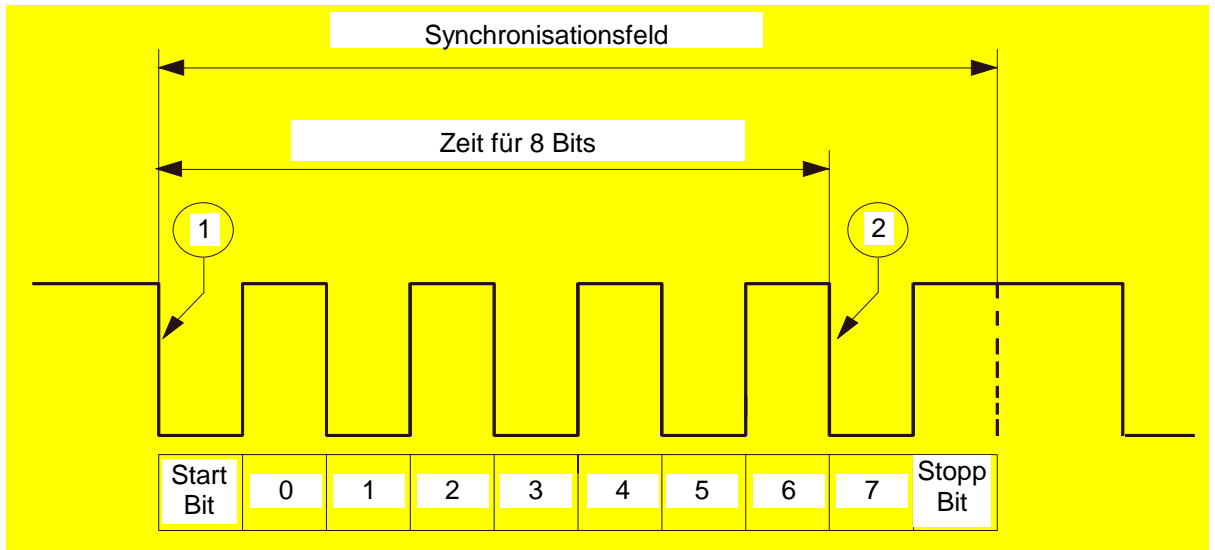 Synchronisationsfeld
Zeit für 8 Bits
1
2
Start
Bit
0
1
2
3
4
5
6
7
Stopp
Bit